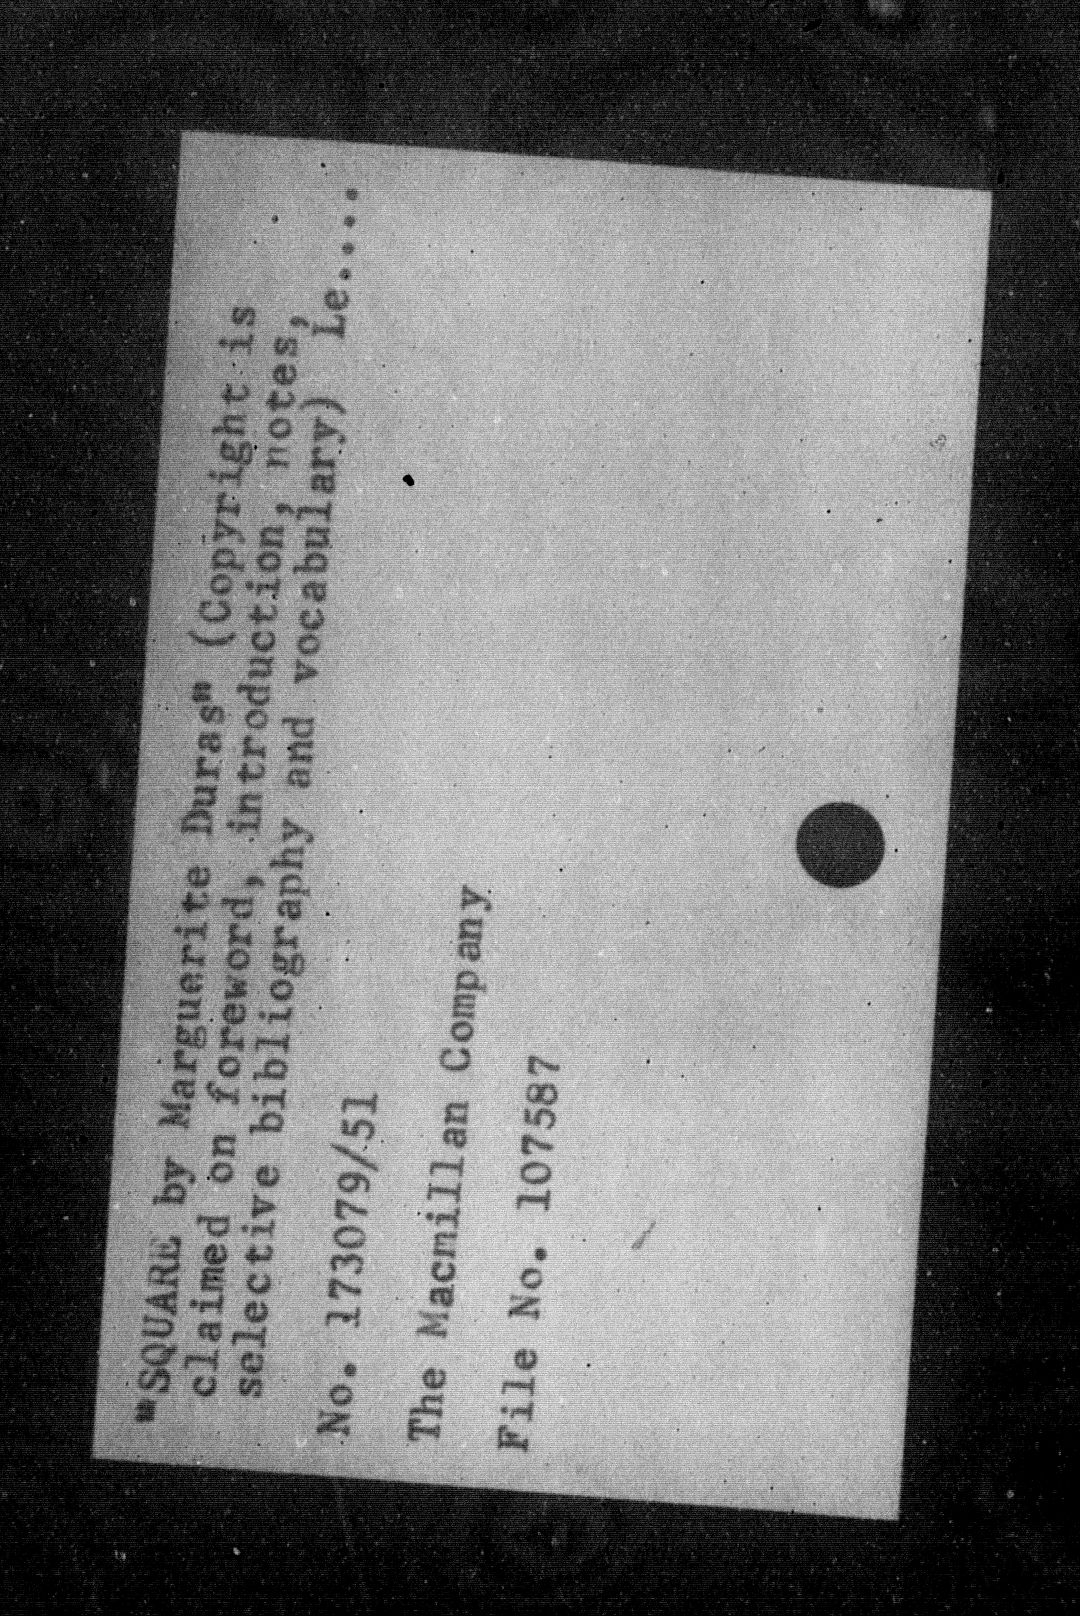 "SQUARE by Marguerite Duras" (Copyright is
claimed on foreword, introduction, notes,
selective bibliography and vocabulary) Le....
No. 173079/51
The Macmillan Company
File No. 107587